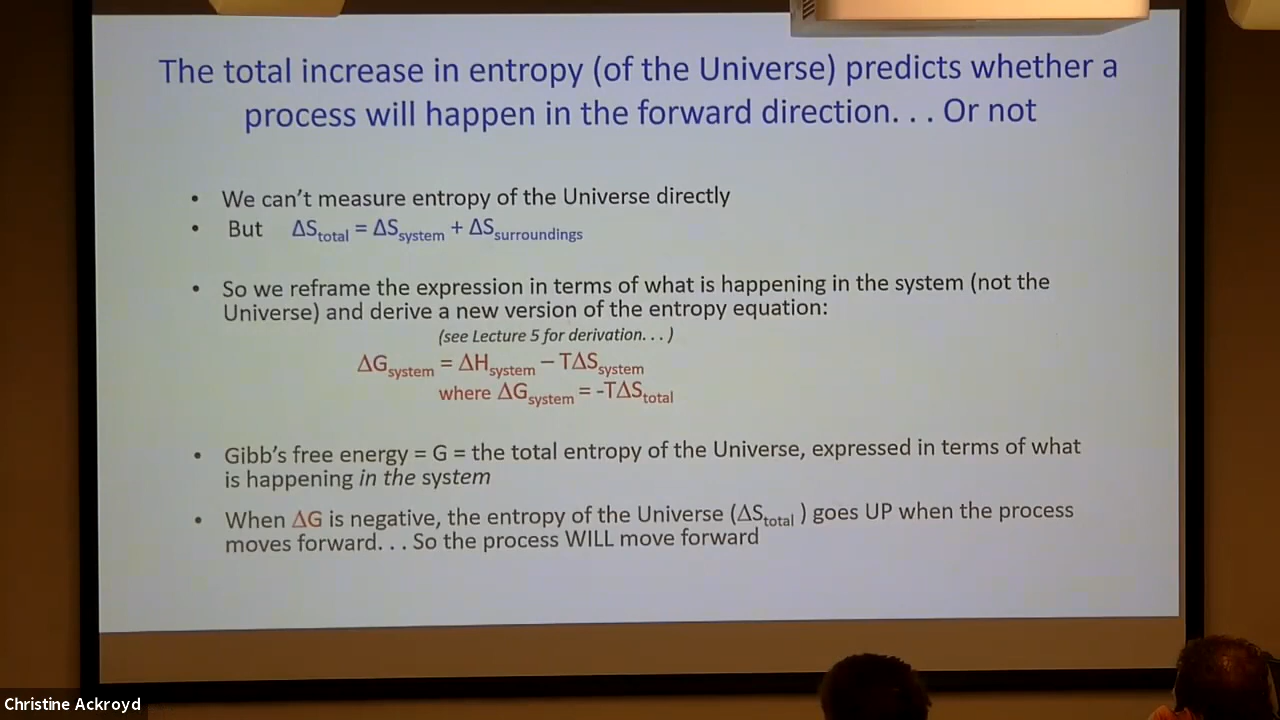 The total increase in entropy (of the Universe) predicts whether a
process will happen in the forward direction. . . Or not
• We can't measure entropy of the Universe directly
• But ΔStotal = ΔSsystem + ΔSsurroundings
• So we reframe the expression in terms of what is happening in the system (not the
Universe) and derive a new version of the entropy equation:
(see Lecture 5 for derivation. . . )
ΔGsystem = ΔHsystem – TΔSsystem
where ΔGsystem = -TΔStotal
• Gibb's free energy = G = the total entropy of the Universe, expressed in terms of what
is happening in the system
• When ΔG is negative, the entropy of the Universe (ΔStotal ) goes UP when the process
moves forward. . . So the process WILL move forward
Christine Ackroyd